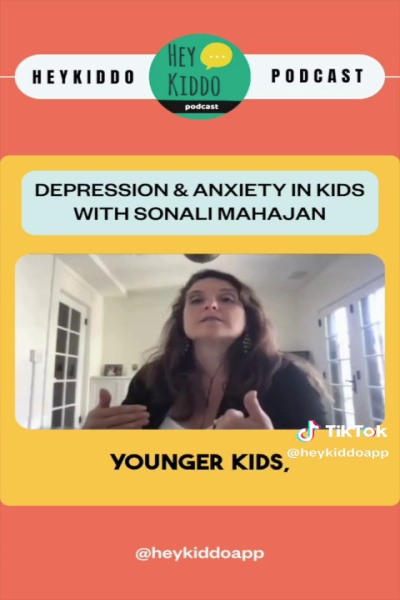 HEYKIDDO
HEY
KIDDO
podcast
PODCAST
DEPRESSION & ANXIETY IN KIDS
WITH SONALI MAHAJAN
TikTok
@heykiddoapp
YOUNGER KIDS,
@heykiddoapp